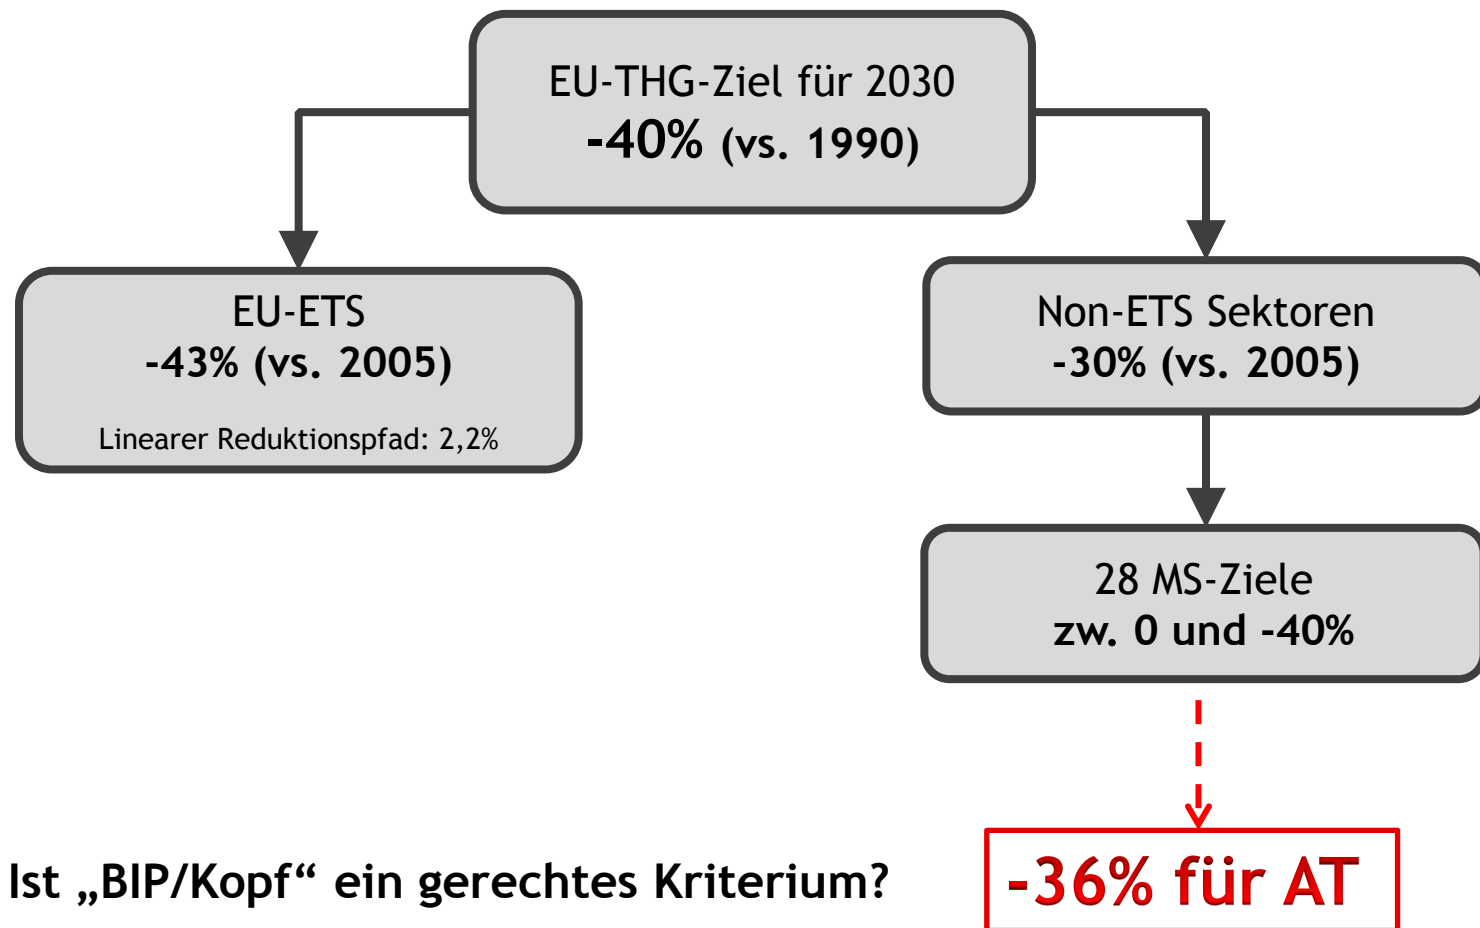 EU-THG-Ziel für 2030
-40% (vs. 1990)
EU-ETS
-43% (vs. 2005)
Linearer Reduktionspfad: 2,2%
Non-ETS Sektoren
-30% (vs. 2005)
28 MS-Ziele
zw. 0 und -40%
Ist „BIP/Kopf“ ein gerechtes Kriterium?
-36% für AT